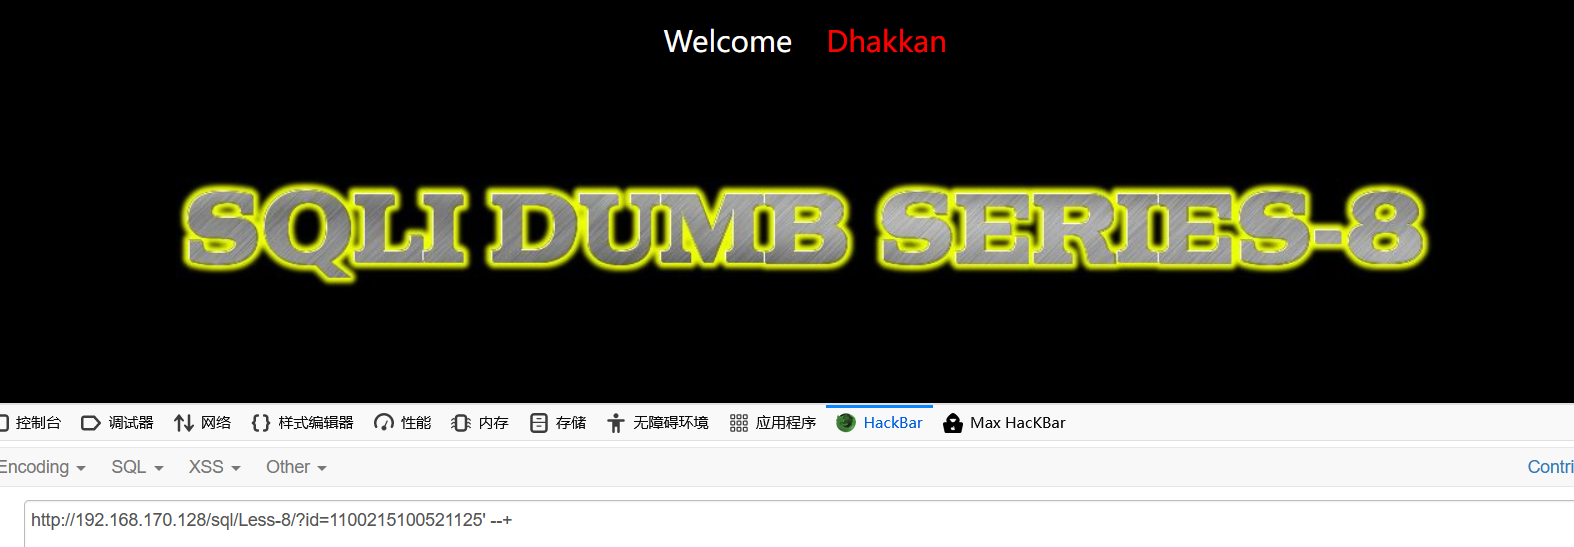 Welcome Dhakkan
SQLI DUMB SERIES-8
控制台 调试器 网络 样式编辑器 性能 内存 存储 无障碍环境 应用程序 HackBar Max HacKBar
Encoding SQL XSS Other Contri
http://192.168.170.128/sql/Less-8/?id=1100215100521125' --+